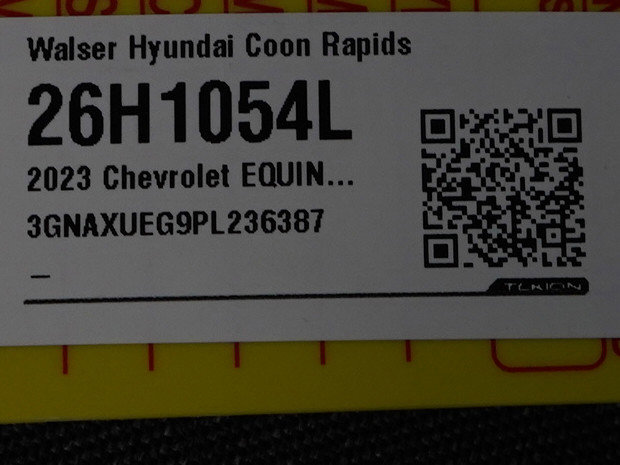 Walser Hyundai Coon Rapids
26H1054L
2023 Chevrolet EQUIN...
3GNAXUEG9PL236387
–
TEKION